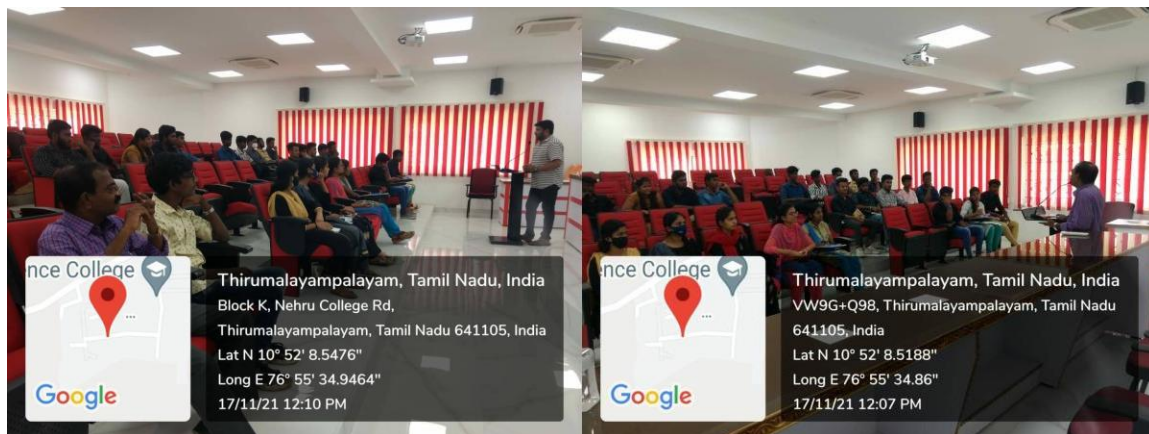 nce College
Google
Thirumalayampalayam, Tamil Nadu, India
Block K, Nehru College Rd,
Thirumalayampalayam, Tamil Nadu 641105, India
Lat N 10° 52' 8.5476"
Long E 76° 55' 34.9464"
17/11/21 12:10 PM
nce College
Google
Thirumalayampalayam, Tamil Nadu, India
VW9G+Q98, Thirumalayampalayam, Tamil Nadu
641105, India
Lat N 10° 52' 8.5188"
Long E 76° 55' 34.86"
17/11/21 12:07 PM